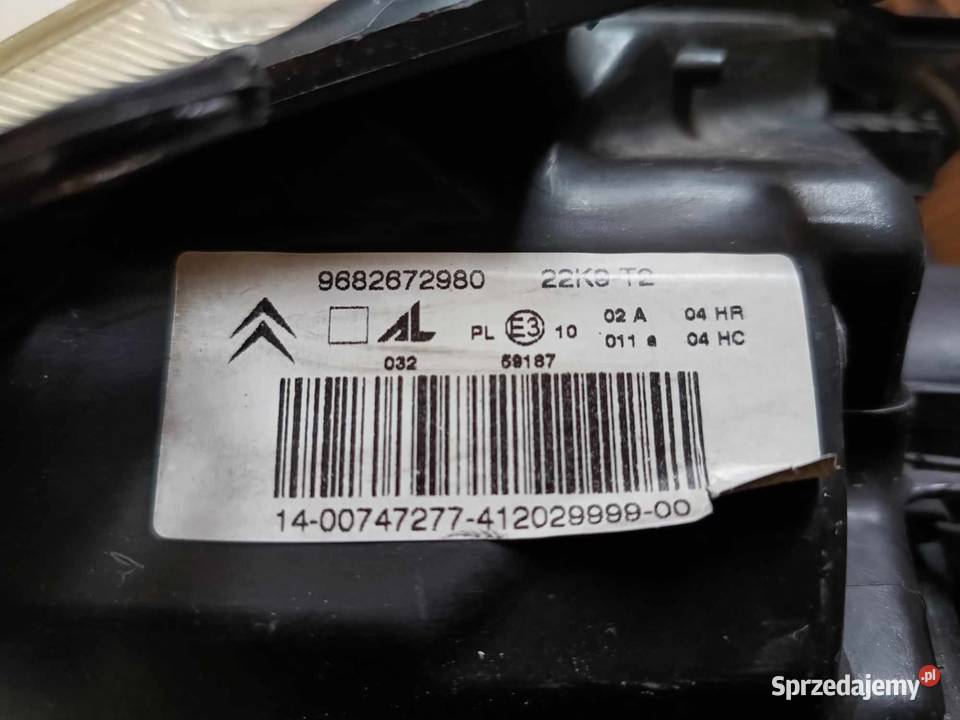 9682672980 22K9 T2
AL PL E3 10 02 A 04 HR
011 a 04 HC
032 59187
14-00747277-412029999-00
Sprzedajemy.pl